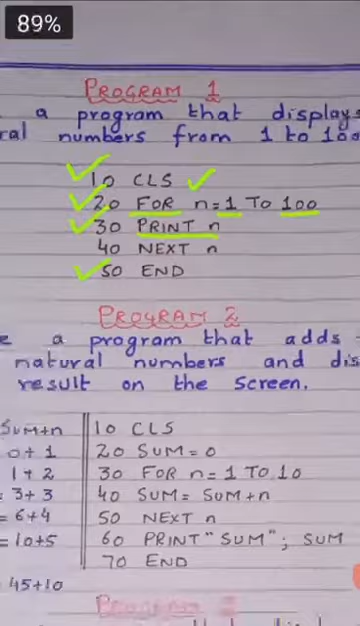 89%
PROGRAM 1
a program that display
ral numbers from 1 to 100
10 CLS
20 FOR n=1 TO 100
30 PRINT n
40 NEXT n
50 END
PROGRAM 2
e a program that adds
natural numbers and dis
result on the screen.
SUM+n
0+1
1+2
= 3+3
= 6+4
= 10+5
45+10
10 CLS
20 SUM=0
30 FOR n=1 TO 10
40 SUM= SUM+n
50 NEXT n
60 PRINT "SUM"; SUM
70 END